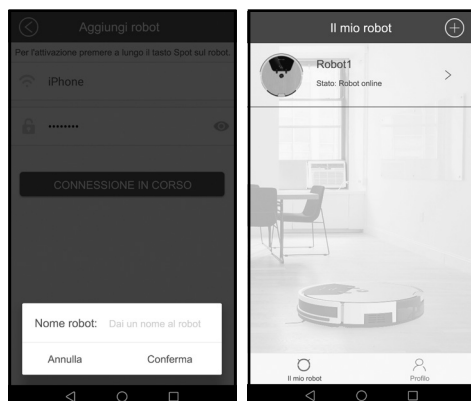 Aggiungi robot
Per l'attivazione premere a lungo il tasto Spot sul robot.
iPhone
••••••••
CONNESSIONE IN CORSO
Nome robot: Dai un nome al robot
Annulla Conferma
Il mio robot
Robot1
Stato: Robot online
Il mio robot Profilo